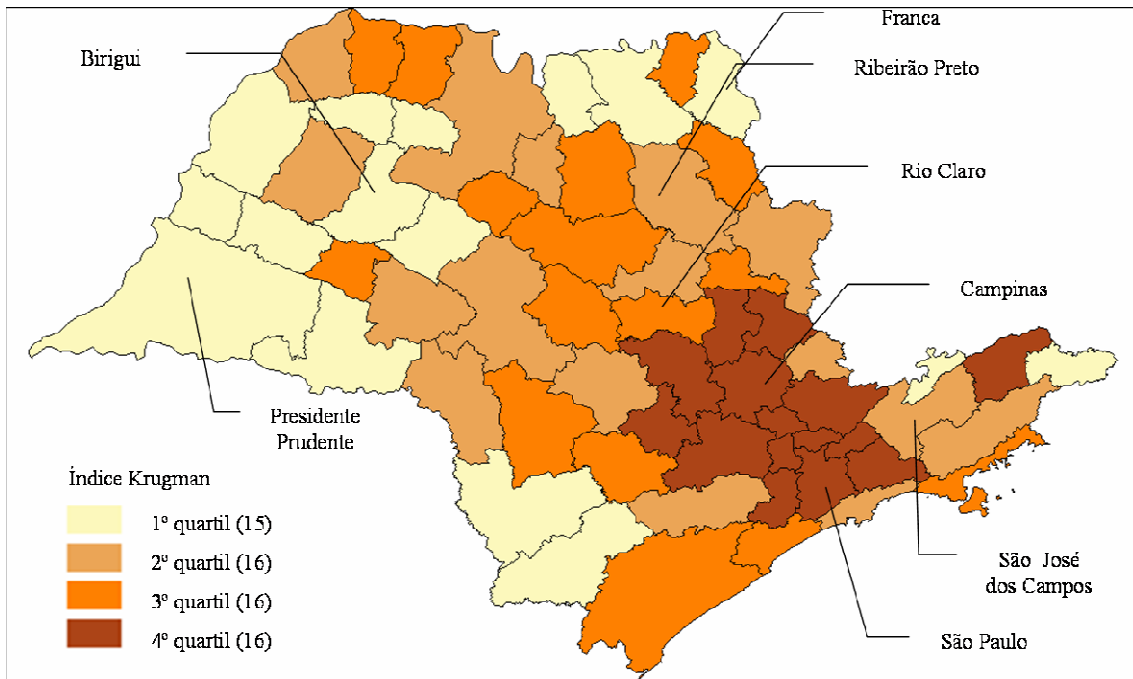 Franca
Birigui
Ribeirão Preto
Rio Claro
Campinas
Presidente
Prudente
Índice Krugman
1º quartil (15)
2º quartil (16)
3º quartil (16)
4º quartil (16)
São José
dos Campos
São Paulo